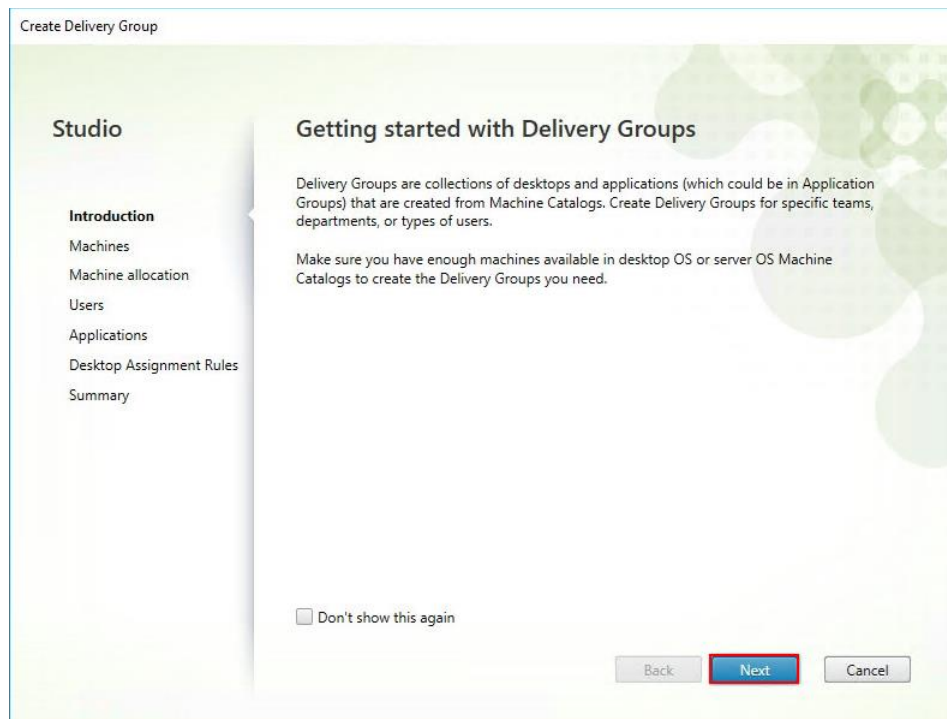 Create Delivery Group
Studio
Introduction
Machines
Machine allocation
Users
Applications
Desktop Assignment Rules
Summary
Getting started with Delivery Groups
Delivery Groups are collections of desktops and applications (which could be in Application
Groups) that are created from Machine Catalogs. Create Delivery Groups for specific teams,
departments, or types of users.
Make sure you have enough machines available in desktop OS or server OS Machine
Catalogs to create the Delivery Groups you need.
Don't show this again
Back
Next
Cancel